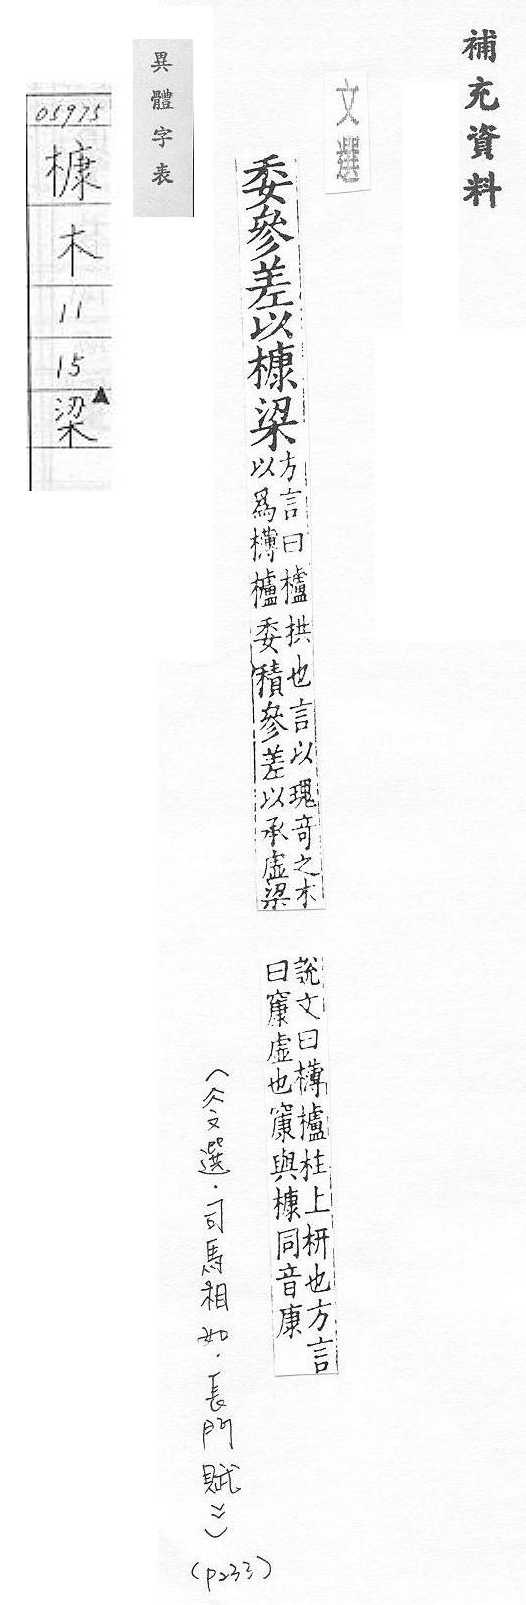 補充資料
文選
委參差以槺梁
方言曰櫨拱也言以瑰奇之木
以爲欂櫨委積參差以承虛梁
說文曰欂櫨柱上枅也方言
曰㝩虛也㝩與槺同音康
(《文選．司馬相如．長門賦》)
(P233)
異體字表
05975
槺
木
11
15
梁